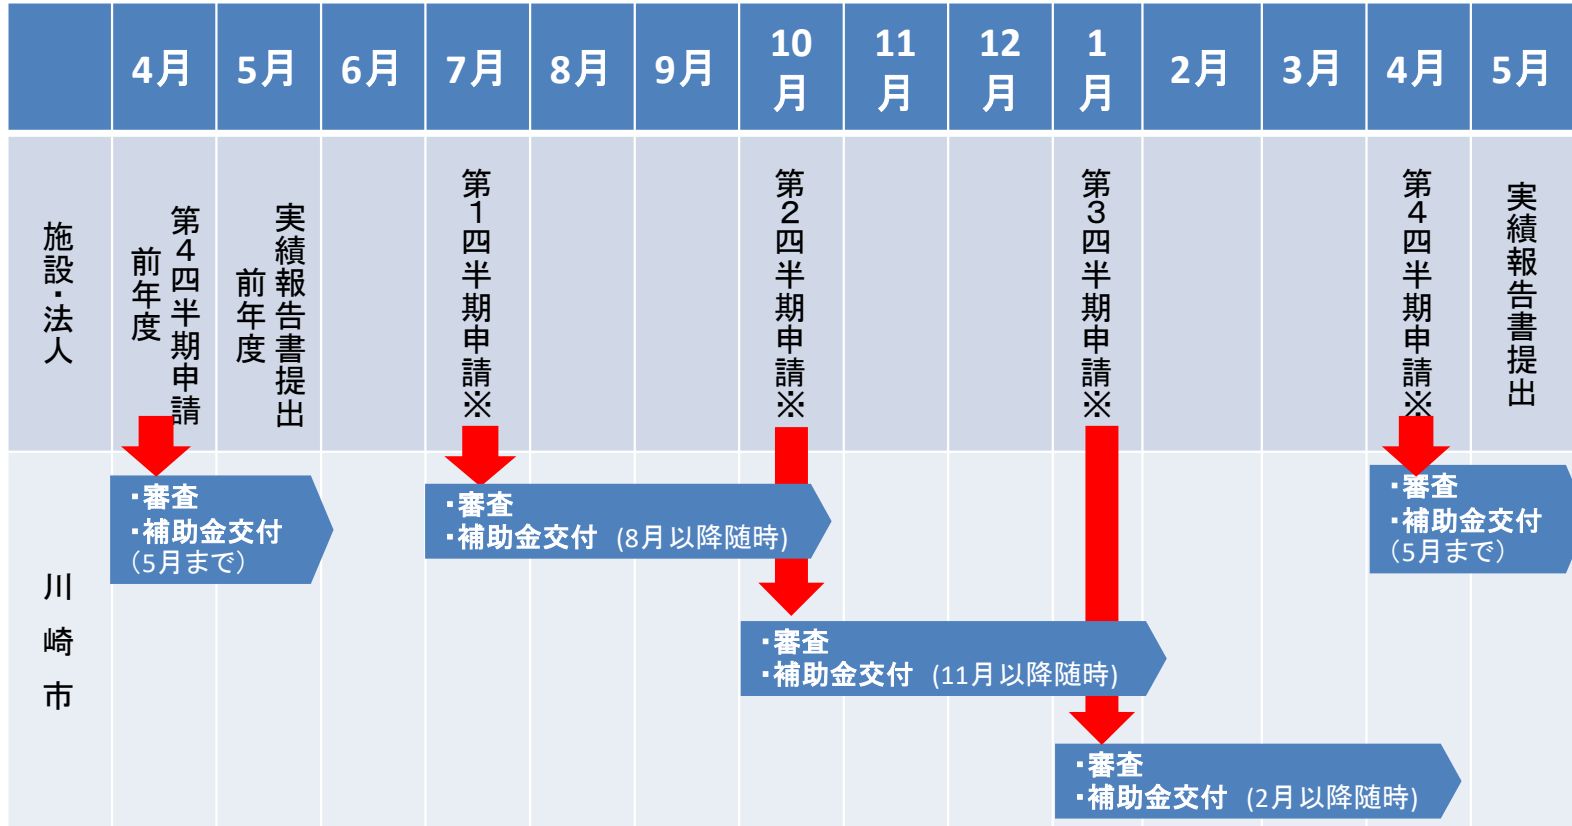 4月
5月
6月
7月
8月
9月
10
月
11
月
12
月
1
月
2月
3月
4月
5月
施設・法人
前年度
第４四半期申請
前年度
実績報告書提出
第１四半期申請※
第２四半期申請※
第３四半期申請※
第４四半期申請※
実績報告書提出
川崎市
・審査
・補助金交付
（5月まで）
・審査
・補助金交付 (8月以降随時)
・審査
・補助金交付 (11月以降随時)
・審査
・補助金交付 (2月以降随時)
・審査
・補助金交付
（5月まで）